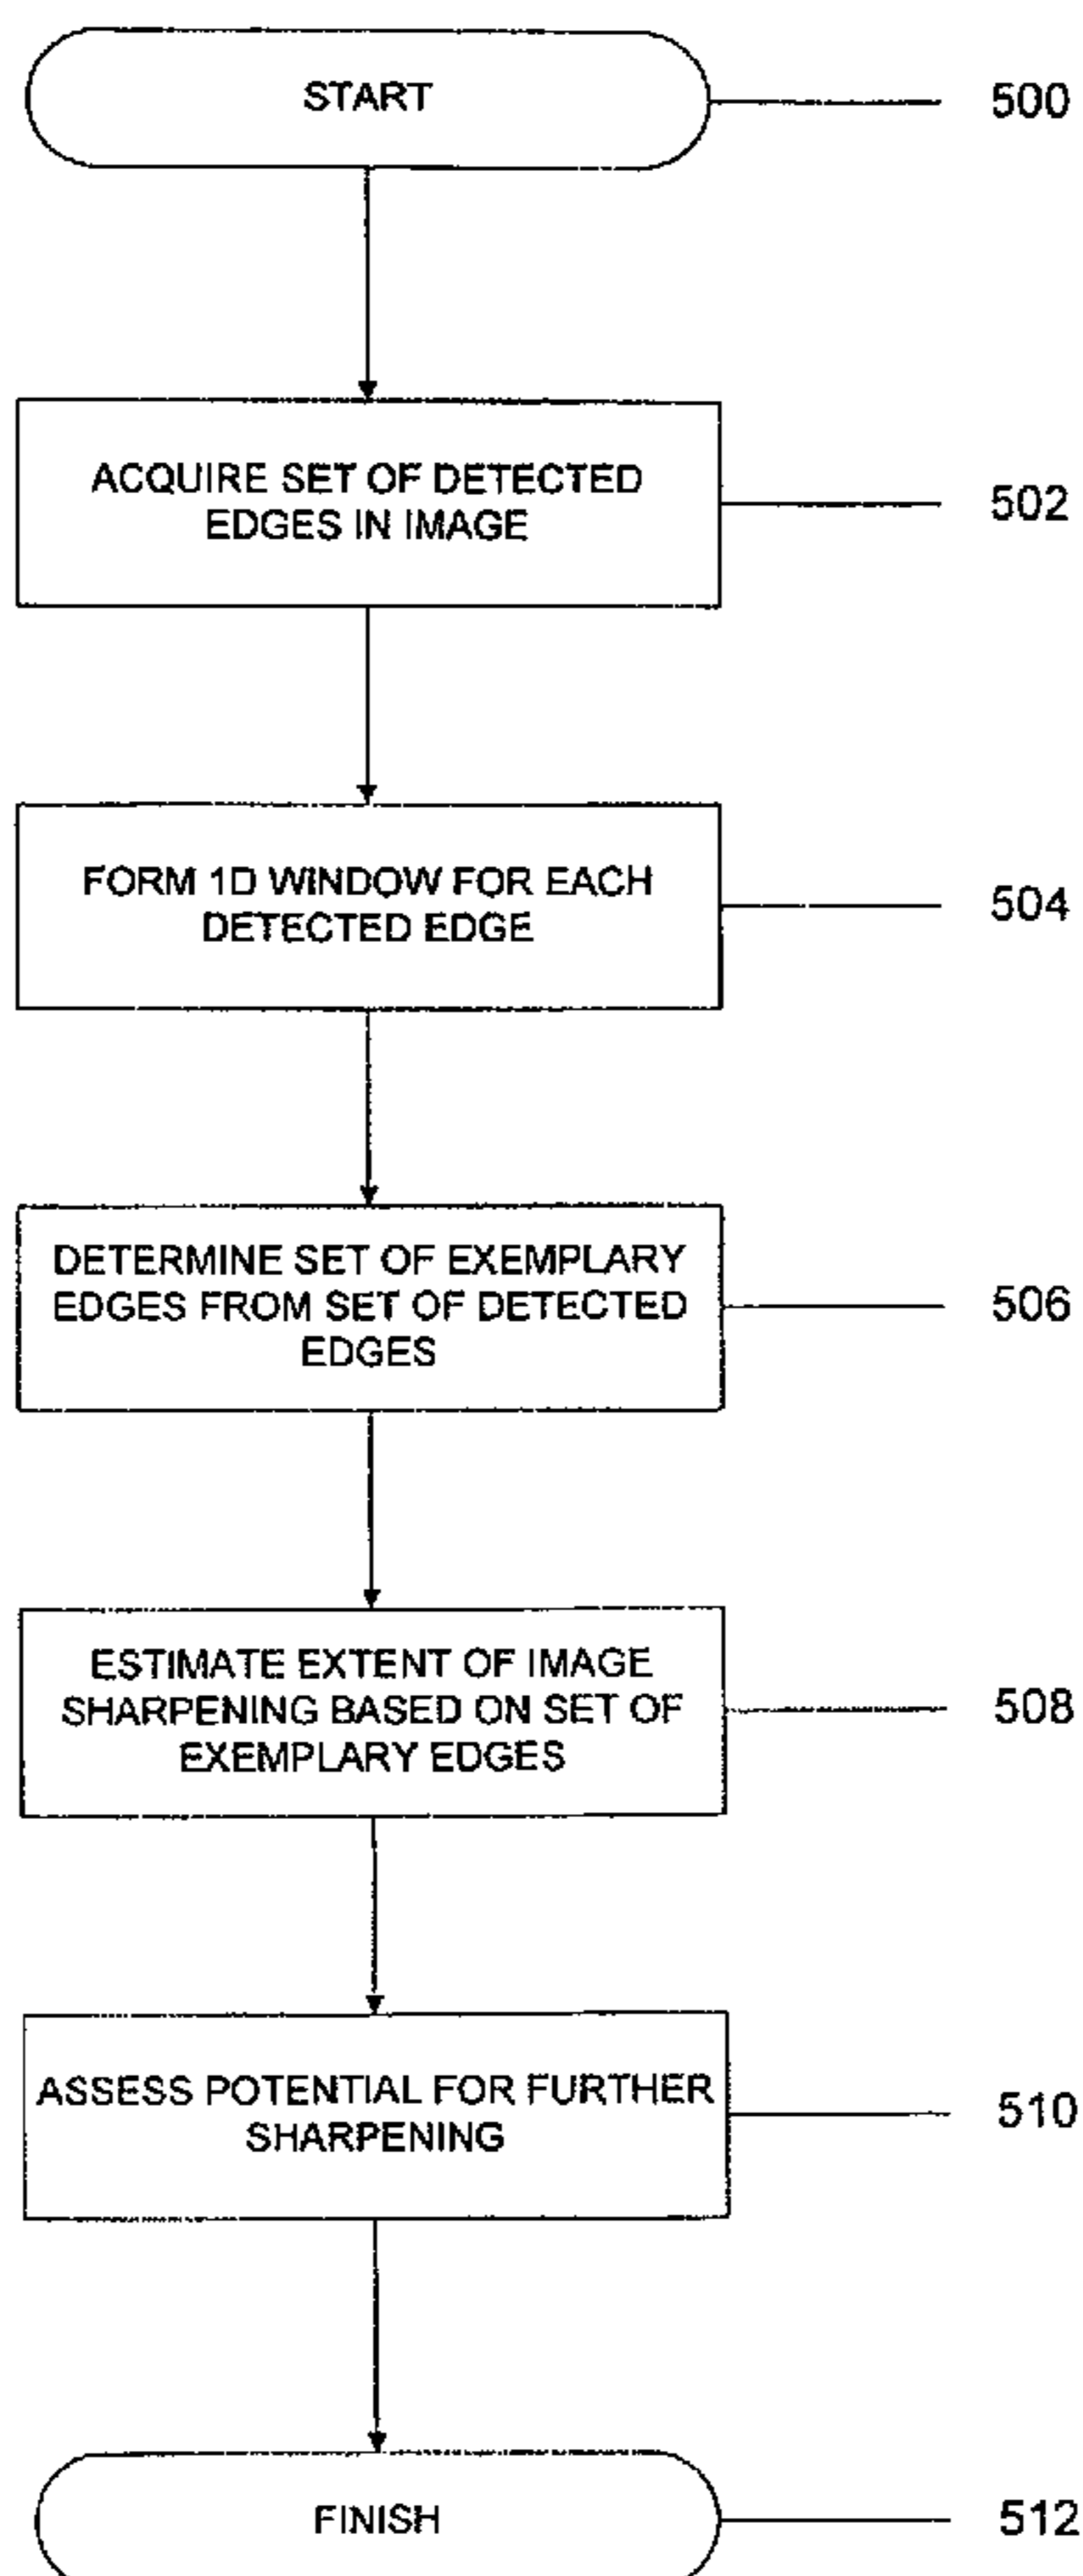 START
500
ACQUIRE SET OF DETECTED
EDGES IN IMAGE
502
FORM 1D WINDOW FOR EACH
DETECTED EDGE
504
DETERMINE SET OF EXEMPLARY
EDGES FROM SET OF DETECTED
EDGES
506
ESTIMATE EXTENT OF IMAGE
SHARPENING BASED ON SET OF
EXEMPLARY EDGES
508
ASSESS POTENTIAL FOR FURTHER
SHARPENING
510
FINISH
512